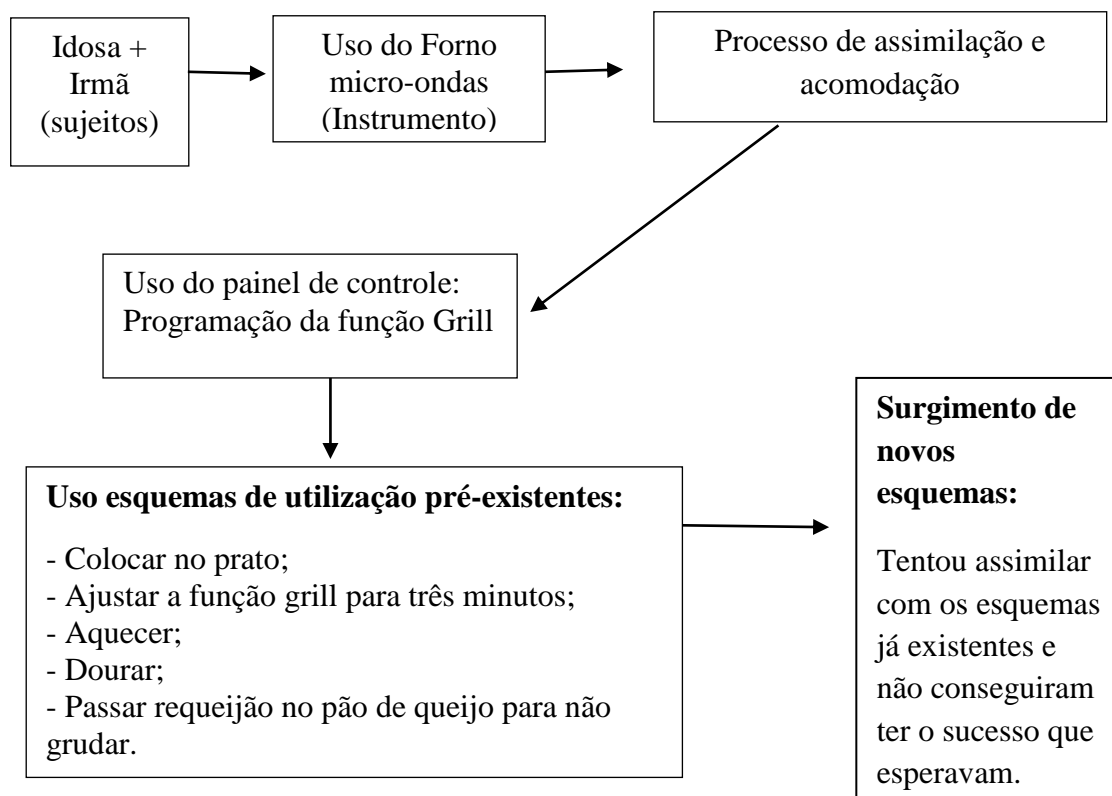 Idosa +
Irmã
(sujeitos)
Uso do Forno
micro-ondas
(Instrumento)
Processo de assimilação e
acomodação
Uso do painel de controle:
Programação da função Grill
Uso esquemas de utilização pré-existentes:
- Colocar no prato;
- Ajustar a função grill para três minutos;
- Aquecer;
- Dourar;
- Passar requeijão no pão de queijo para não
grudar.
Surgimento de
novos
esquemas:
Tentou assimilar
com os esquemas
já existentes e
não conseguiram
ter o sucesso que
esperavam.